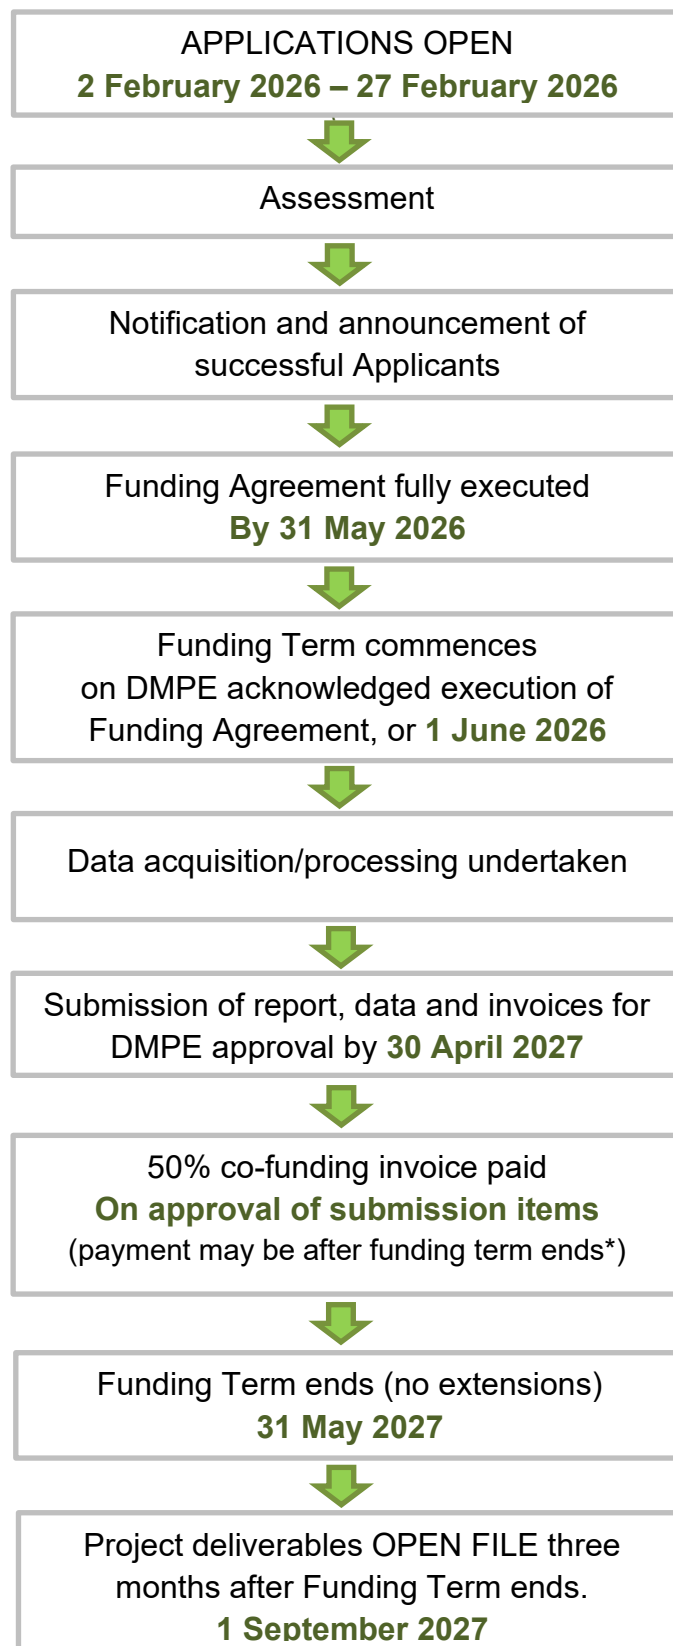 APPLICATIONS OPEN
2 February 2026 – 27 February 2026
Assessment
Notification and announcement of
successful Applicants
Funding Agreement fully executed
By 31 May 2026
Funding Term commences
on DMPE acknowledged execution of
Funding Agreement, or 1 June 2026
Data acquisition/processing undertaken
Submission of report, data and invoices for
DMPE approval by 30 April 2027
50% co-funding invoice paid
On approval of submission items
(payment may be after funding term ends*)
Funding Term ends (no extensions)
31 May 2027
Project deliverables OPEN FILE three
months after Funding Term ends.
1 September 2027